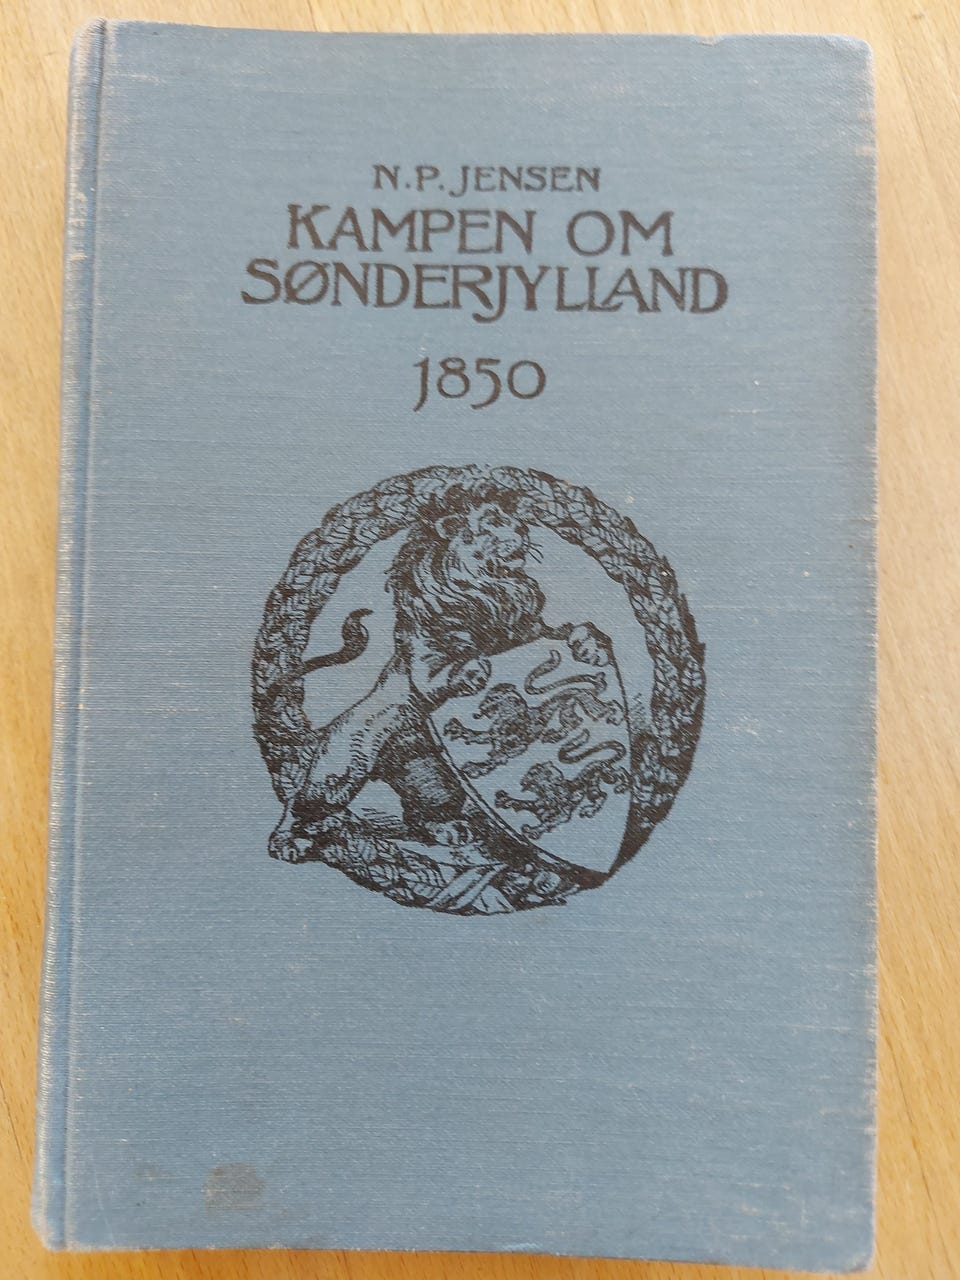 N.P. JENSEN
KAMPEN OM
SØNDERJYLLAND
1850